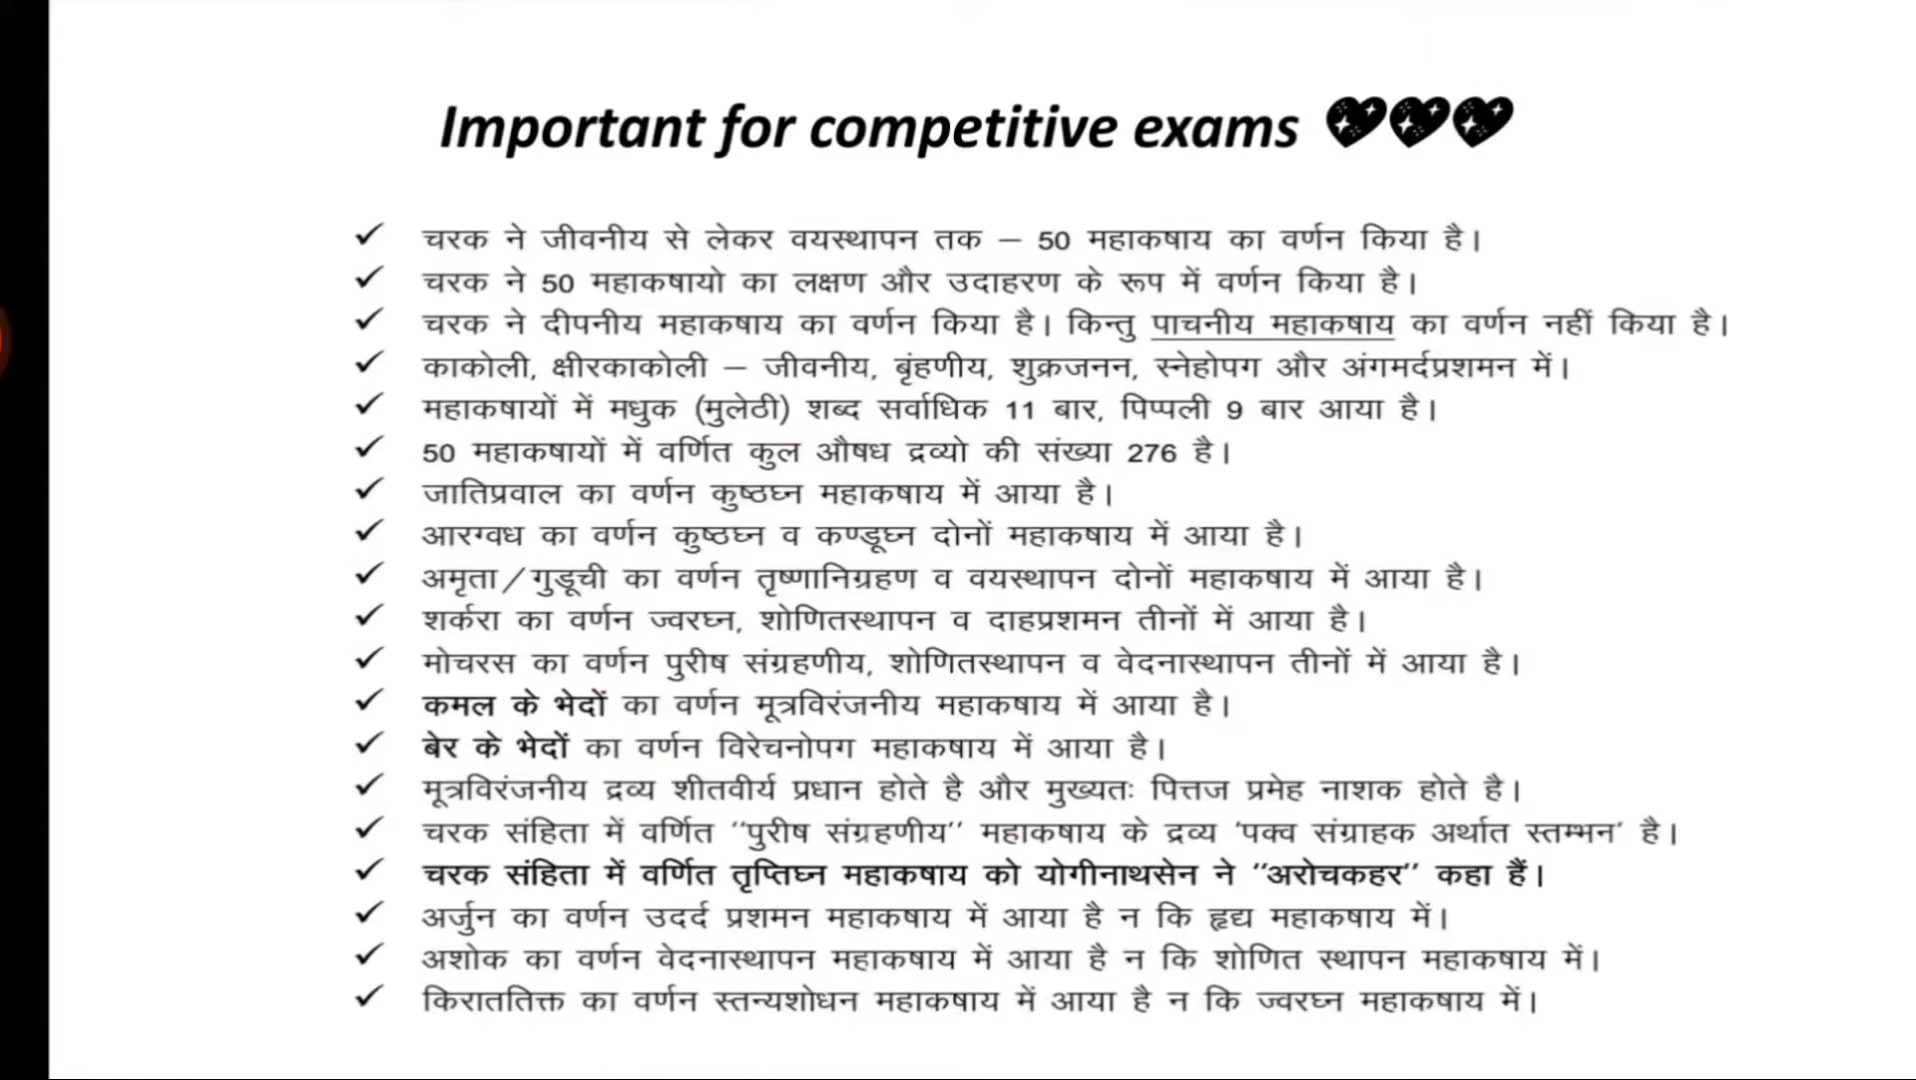 Important for competitive exams 💖💖💖
✓ चरक ने जीवनीय से लेकर वयस्थापन तक – 50 महाकषाय का वर्णन किया है।
✓ चरक ने 50 महाकषायो का लक्षण और उदाहरण के रूप में वर्णन किया है।
✓ चरक ने दीपनीय महाकषाय का वर्णन किया है। किन्तु पाचनीय महाकषाय का वर्णन नहीं किया है।
✓ काकोली, क्षीरकाकोली – जीवनीय, बृंहणीय, शुक्रजनन, स्नेहोपग और अंगमर्दप्रशमन में।
✓ महाकषायों में मधुक (मुलेठी) शब्द सर्वाधिक 11 बार, पिप्पली 9 बार आया है।
✓ 50 महाकषायों में वर्णित कुल औषध द्रव्यो की संख्या 276 है।
✓ जातिप्रवाल का वर्णन कुष्ठघ्न महाकषाय में आया है।
✓ आरग्वध का वर्णन कुष्ठघ्न व कण्डूघ्न दोनों महाकषाय में आया है।
✓ अमृता/गुडूची का वर्णन तृष्णानिग्रहण व वयस्थापन दोनों महाकषाय में आया है।
✓ शर्करा का वर्णन ज्वरघ्न, शोणितस्थापन व दाहप्रशमन तीनों में आया है।
✓ मोचरस का वर्णन पुरीष संग्रहणीय, शोणितस्थापन व वेदनास्थापन तीनों में आया है।
✓ कमल के भेदों का वर्णन मूत्रविरंजनीय महाकषाय में आया है।
✓ बेर के भेदों का वर्णन विरेचनोपग महाकषाय में आया है।
✓ मूत्रविरंजनीय द्रव्य शीतवीर्य प्रधान होते है और मुख्यतः पित्तज प्रमेह नाशक होते है।
✓ चरक संहिता में वर्णित ''पुरीष संग्रहणीय'' महाकषाय के द्रव्य 'पक्व संग्राहक अर्थात स्तम्भन' है।
✓ चरक संहिता में वर्णित तृप्तिघ्न महाकषाय को योगीनाथसेन ने ''अरोचकहर'' कहा हैं।
✓ अर्जुन का वर्णन उदर्द प्रशमन महाकषाय में आया है न कि हृद्य महाकषाय में।
✓ अशोक का वर्णन वेदनास्थापन महाकषाय में आया है न कि शोणित स्थापन महाकषाय में।
✓ किराततिक्त का वर्णन स्तन्यशोधन महाकषाय में आया है न कि ज्वरघ्न महाकषाय में।